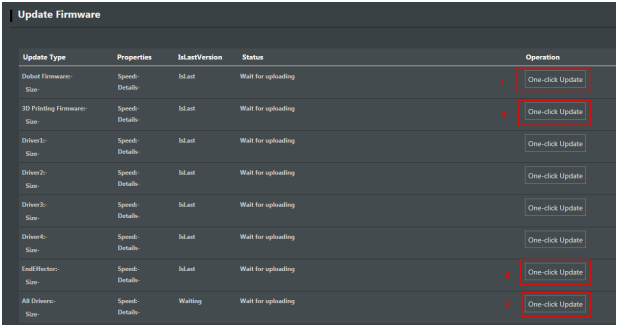 Update Firmware
Update Type Properties IsLastVersion Status Operation
Dobot Firmware:- Speed:- IsLast Wait for uploading 1 One-click Update
Size- Details-
3D Printing Firmware:- Speed:- IsLast Wait for uploading One-click Update
Size- Details-
Driver1:- Speed:- IsLast Wait for uploading One-click Update
Size- Details-
Driver2:- Speed:- IsLast Wait for uploading One-click Update
Size- Details-
Driver3:- Speed:- IsLast Wait for uploading One-click Update
Size- Details-
Driver4:- Speed:- IsLast Wait for uploading One-click Update
Size- Details-
EndEffector:- Speed:- IsLast Wait for uploading 2 One-click Update
Size- Details-
All Drivers:- Speed:- Waiting Wait for uploading 3 One-click Update
Size- Details-